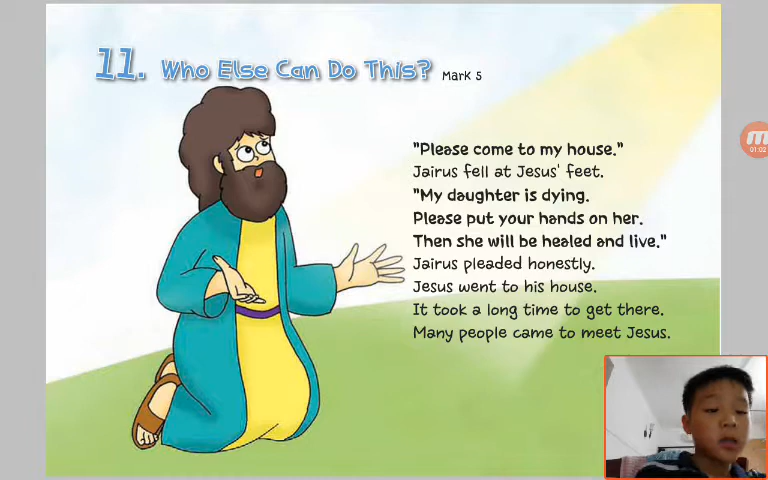 11. Who Else Can Do This? Mark 5
"Please come to my house."
Jairus fell at Jesus' feet.
"My daughter is dying.
Please put your hands on her.
Then she will be healed and live."
Jairus pleaded honestly.
Jesus went to his house.
It took a long time to get there.
Many people came to meet Jesus.
01:02